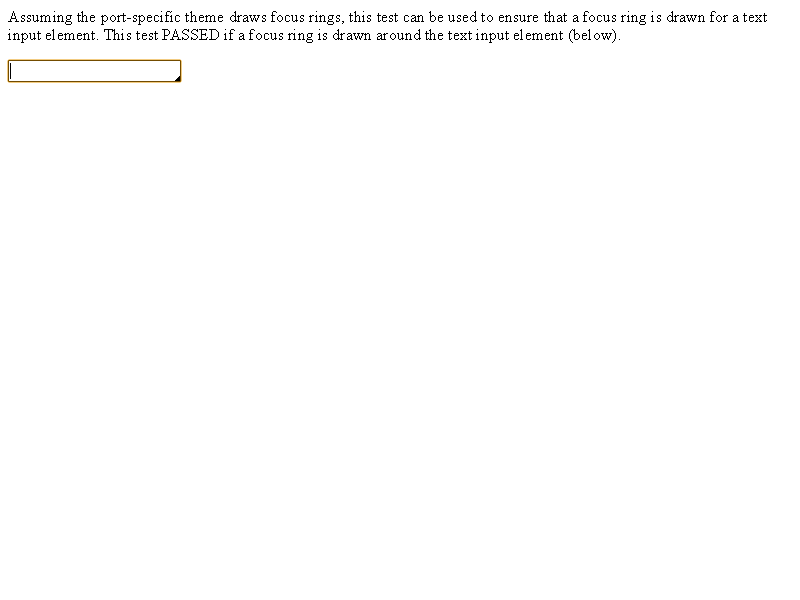 Assuming the port-specific theme draws focus rings, this test can be used to ensure that a focus ring is drawn for a text
input element. This test PASSED if a focus ring is drawn around the text input element (below).